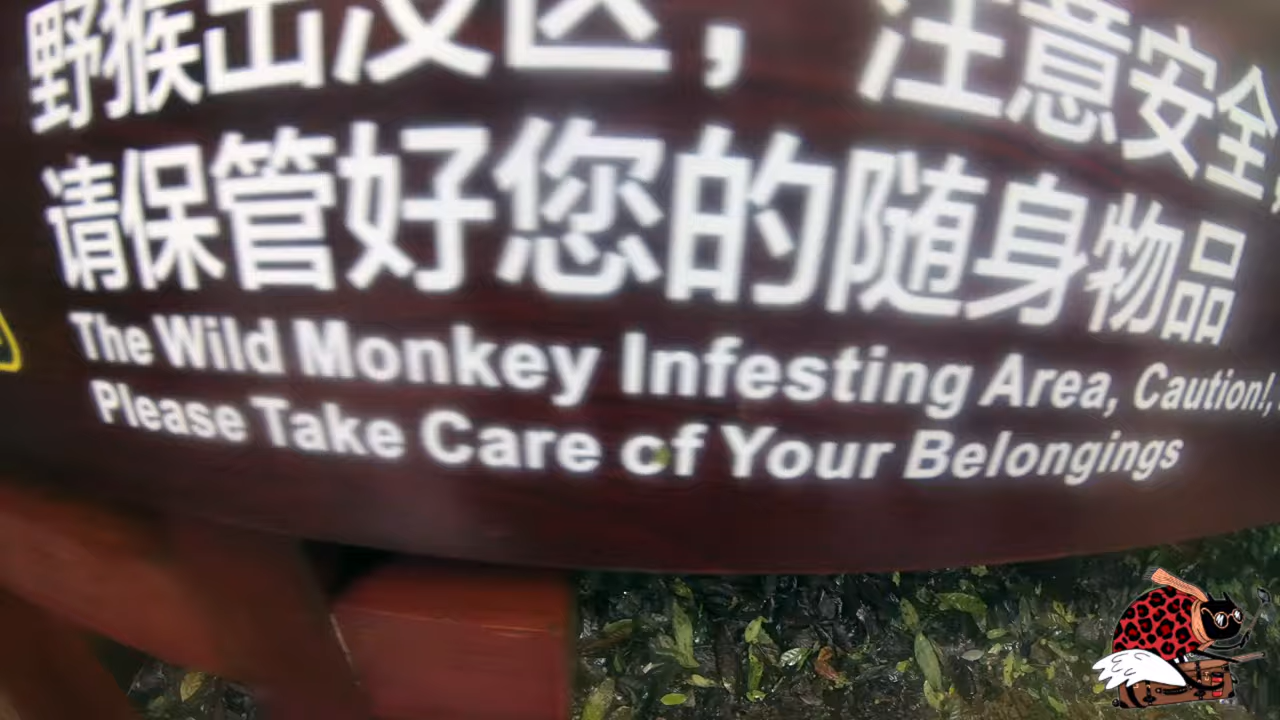 野猴出没区，注意安全，
请保管好您的随身物品
The Wild Monkey Infesting Area, Caution!,
Please Take Care of Your Belongings